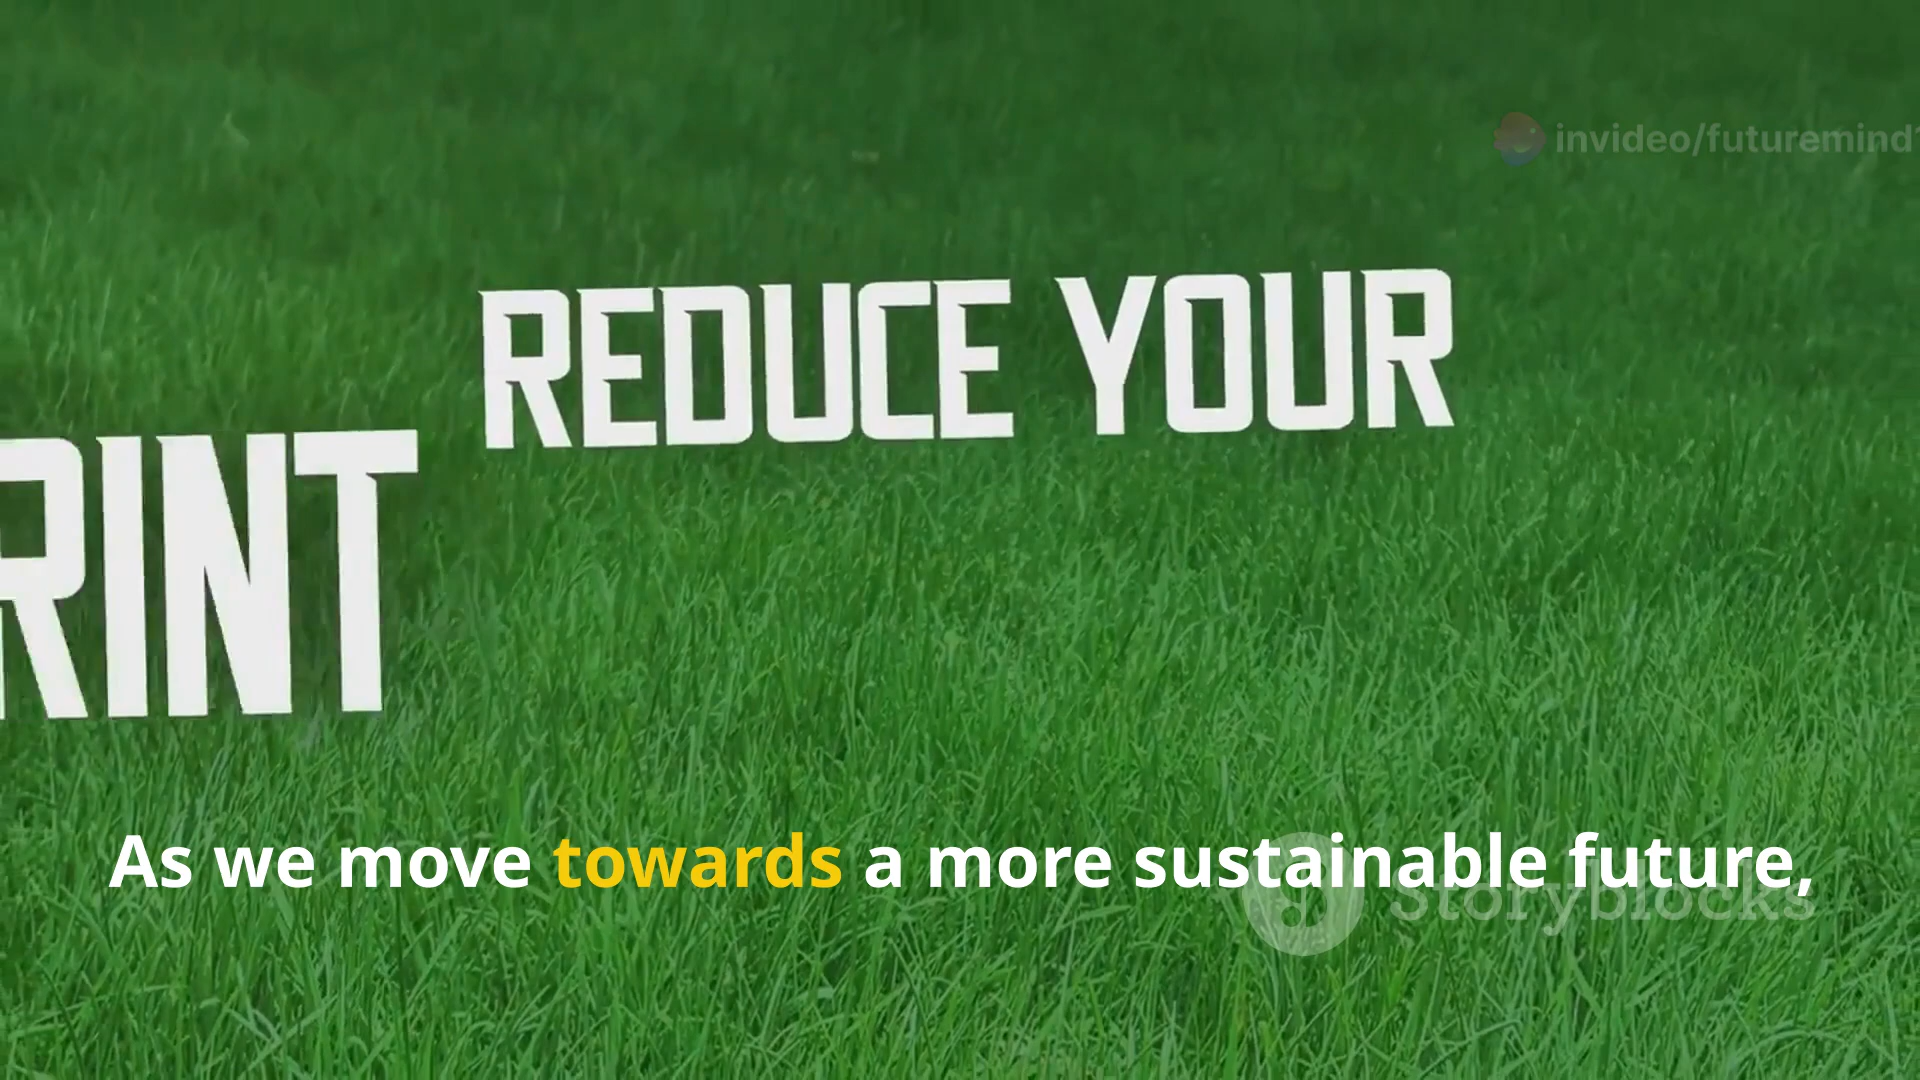 invideo/futuremind
REDUCE YOUR
RINT
As we move towards a more sustainable future,
Storyblocks